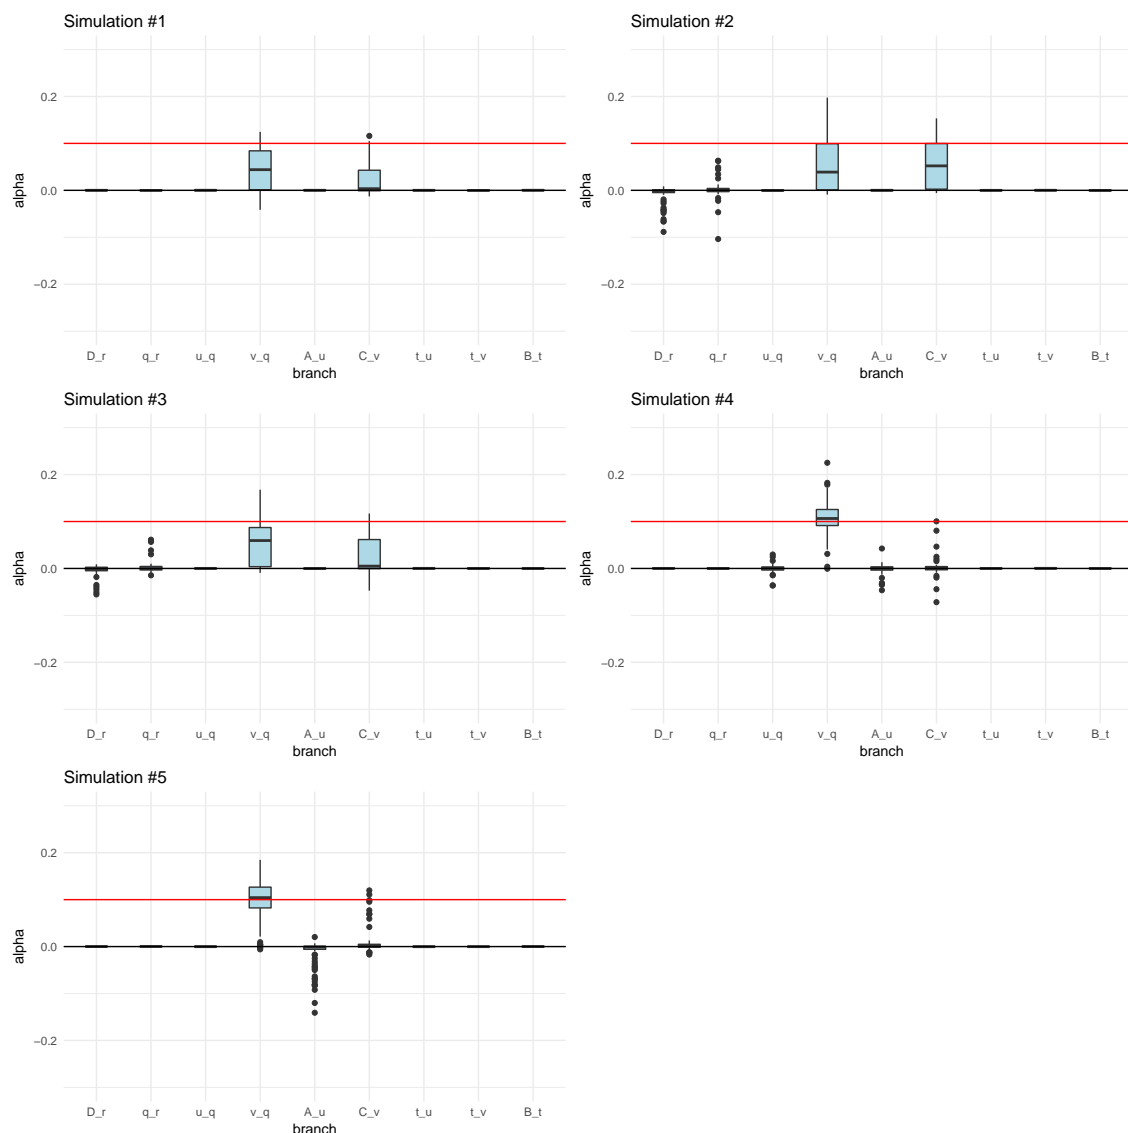 Simulation #1
0.2
0.0
−0.2
alpha
D_r q_r u_q v_q A_u C_v t_u t_v B_t
branch
Simulation #2
0.2
0.0
−0.2
alpha
D_r q_r u_q v_q A_u C_v t_u t_v B_t
branch
Simulation #3
0.2
0.0
−0.2
alpha
D_r q_r u_q v_q A_u C_v t_u t_v B_t
branch
Simulation #4
0.2
0.0
−0.2
alpha
D_r q_r u_q v_q A_u C_v t_u t_v B_t
branch
Simulation #5
0.2
0.0
−0.2
alpha
D_r q_r u_q v_q A_u C_v t_u t_v B_t
branch